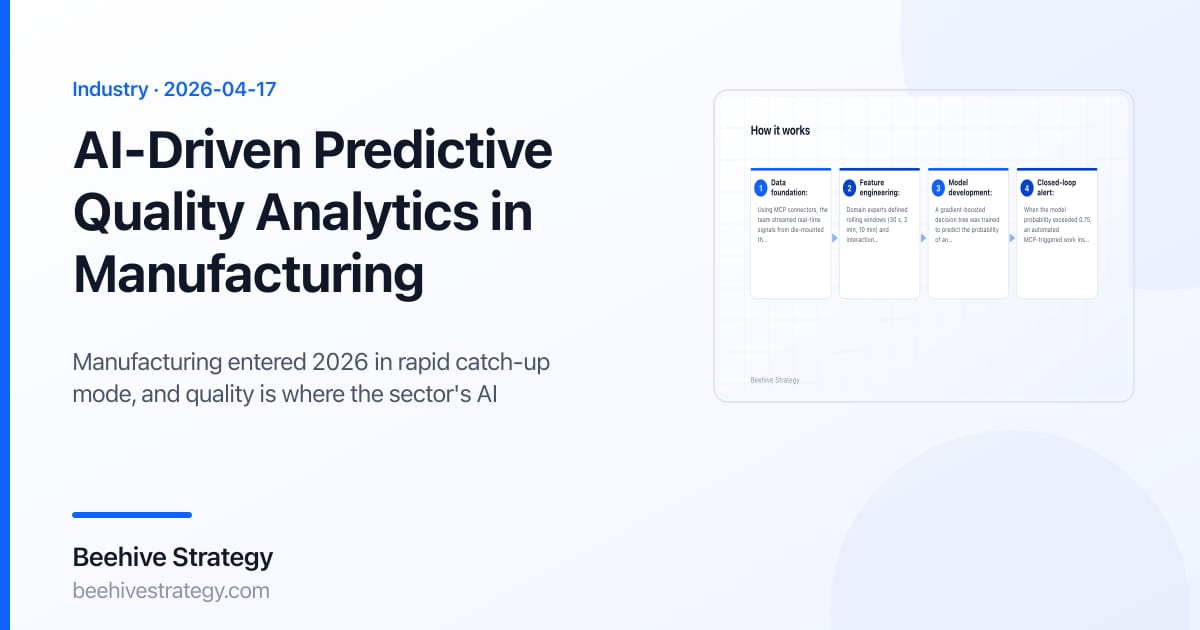 Industry · 2026-04-17
AI-Driven Predictive
Quality Analytics in
Manufacturing
Manufacturing entered 2026 in rapid catch-up
mode, and quality is where the sector's AI
Beehive Strategy
beehivestrategy.com
How it works
1 Data
foundation:
Using MCP connectors, the
team streamed real-time
signals from die-mounted
th...
2 Feature
engineering:
Domain experts defined
rolling windows (30 s, 2
min, 10 min) and
interaction...
3 Model
development:
A gradient-boosted
decision tree was trained
to predict the probability
of an...
4 Closed-loop
alert:
When the model
probability exceeded 0.75,
an automated
MCP-triggered work ins...
Beehive Strategy